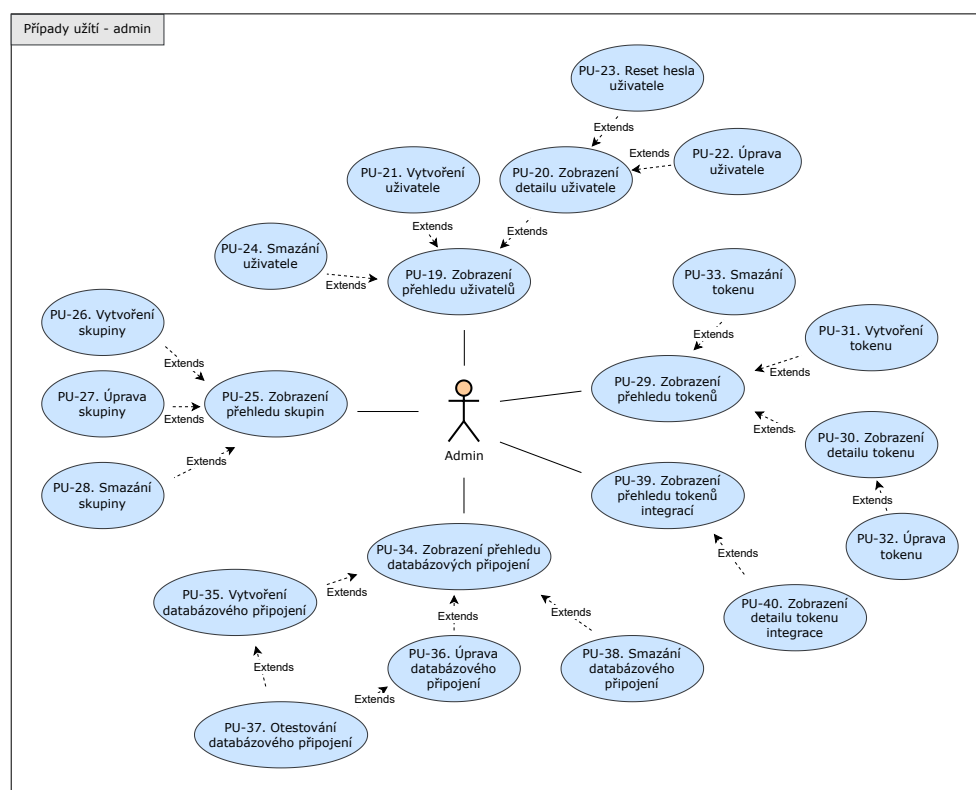 Případy užítí - admin
PU-23. Reset hesla
uživatele
Extends
Extends
PU-22. Úprava
uživatele
PU-21. Vytvoření
uživatele
PU-20. Zobrazení
detailu uživatele
Extends
Extends
PU-24. Smazání
uživatele
Extends
PU-19. Zobrazení
přehledu uživatelů
PU-33. Smazání
tokenu
Extends
PU-31. Vytvoření
tokenu
Extends
PU-26. Vytvoření
skupiny
Extends
PU-27. Úprava
skupiny
Extends
PU-25. Zobrazení
přehledu skupin
PU-28. Smazání
skupiny
Extends
Admin
PU-29. Zobrazení
přehledu tokenů
Extends
PU-30. Zobrazení
detailu tokenu
Extends
PU-32. Úprava
tokenu
PU-39. Zobrazení
přehledu tokenů
integrací
Extends
PU-40. Zobrazení
detailu tokenu
integrace
PU-34. Zobrazení přehledu
databázových připojení
Extends
Extends
Extends
PU-35. Vytvoření
databázového připojení
PU-36. Úprava
databázového
připojení
PU-38. Smazání
databázového
připojení
Extends
Extends
PU-37. Otestování
databázového připojení